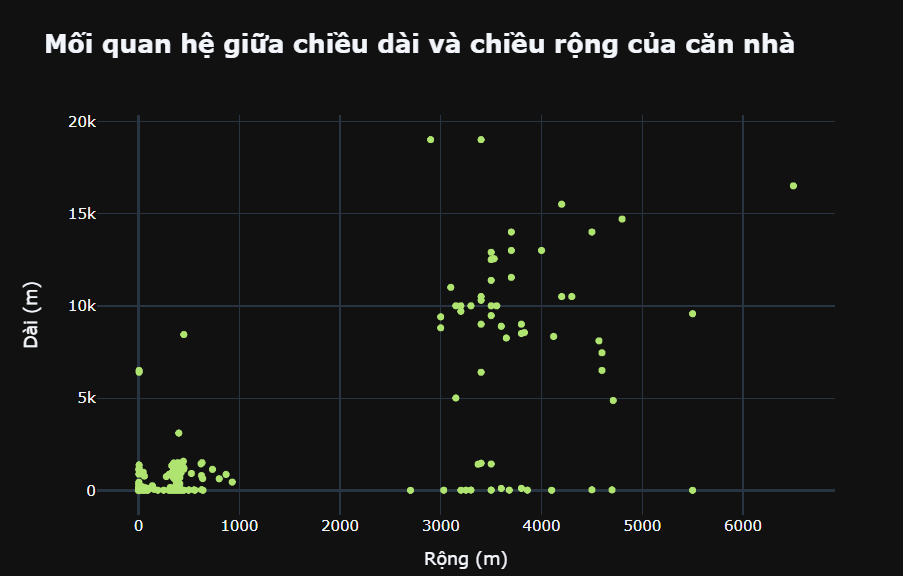 Mối quan hệ giữa chiều dài và chiều rộng của căn nhà
20k
15k
10k
5k
0
Dài (m)
0 1000 2000 3000 4000 5000 6000
Rộng (m)